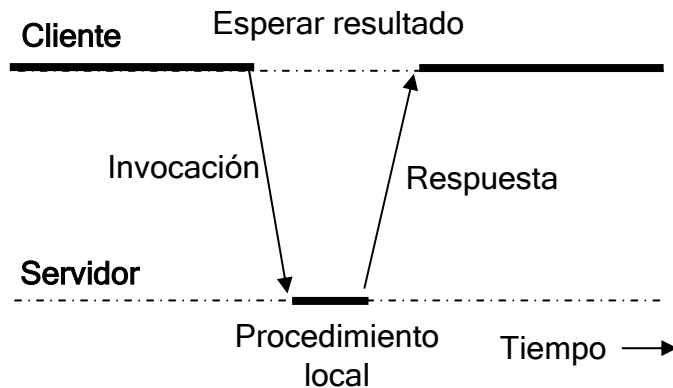 Cliente
Esperar resultado
Invocación
Respuesta
Servidor
Procedimiento
local
Tiempo